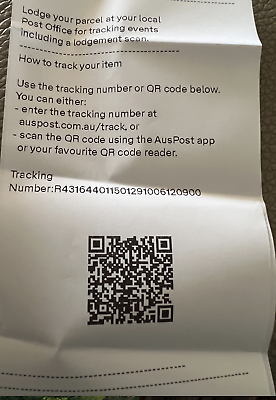 Lodge your parcel at your local
Post Office for tracking events
including a lodgement scan.
How to track your item
Use the tracking number or QR code below.
You can either:
- enter the tracking number at
auspost.com.au/track, or
- scan the QR code using the AusPost app
or your favourite QR code reader.
Tracking
Number:R431644011501291006120900